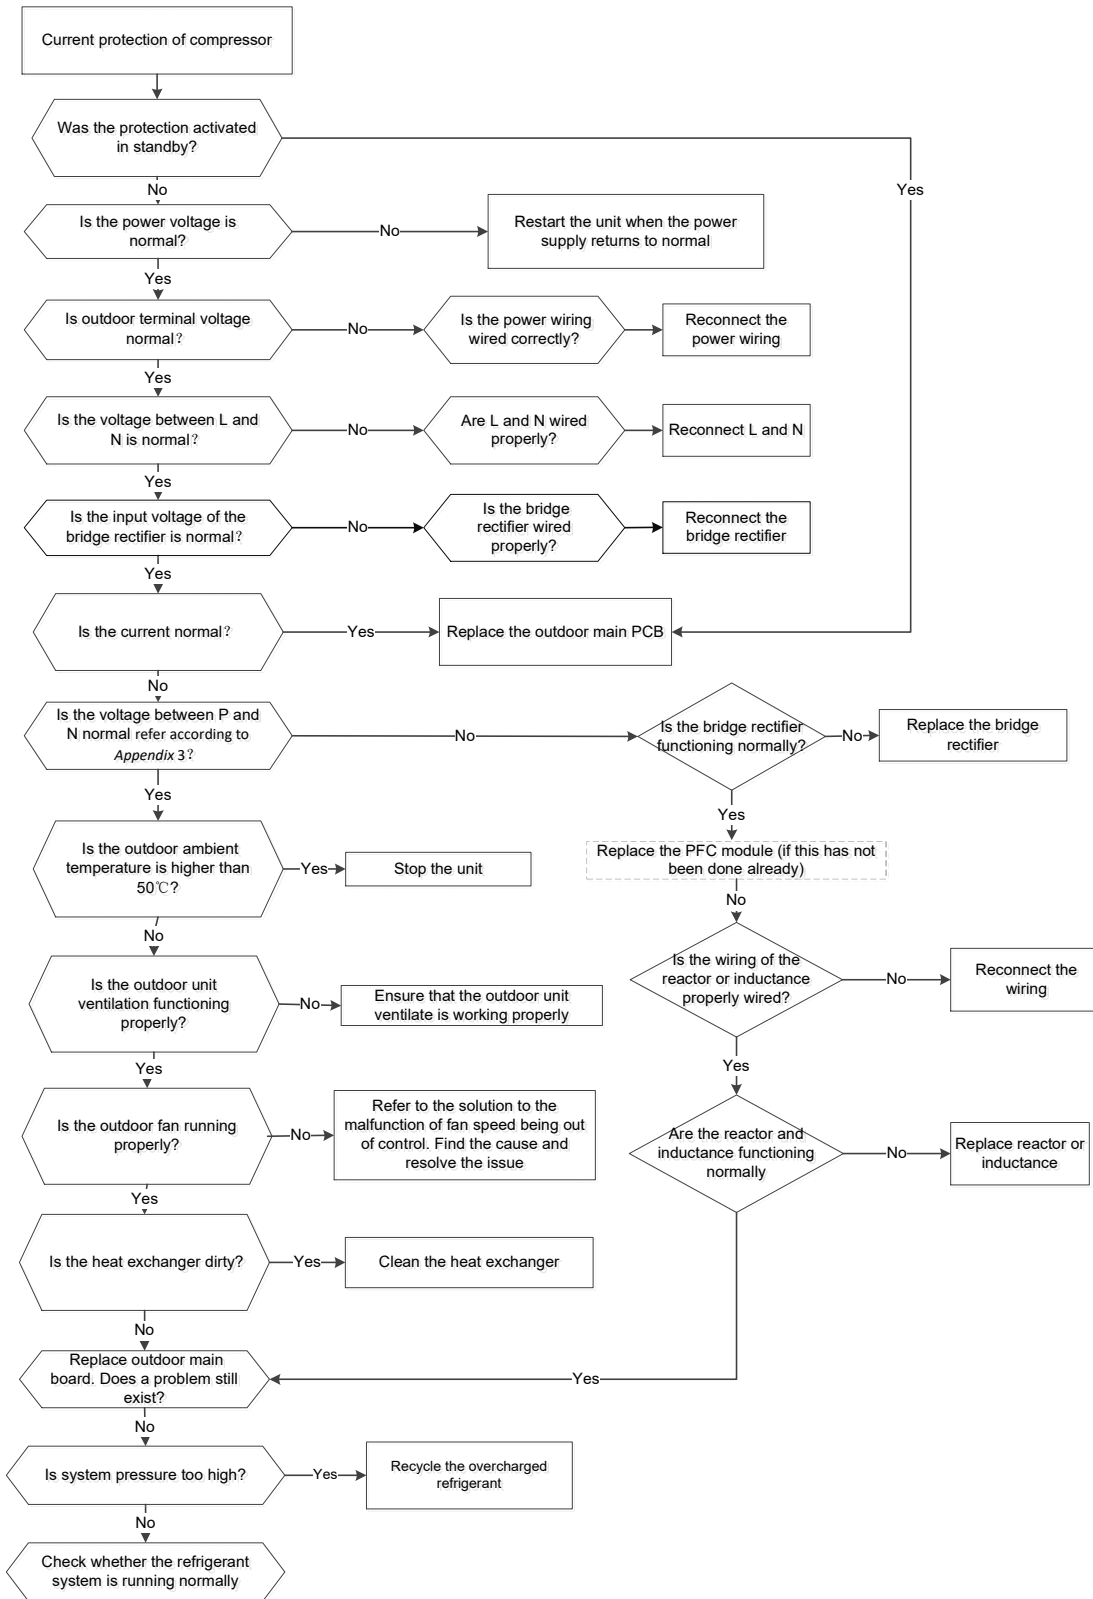 Current protection of compressor
Was the protection activated
in standby?
Yes
No
Is the power voltage is
normal?
No
Restart the unit when the power
supply returns to normal
Yes
Is outdoor terminal voltage
normal?
No
Is the power wiring
wired correctly?
Reconnect the
power wiring
Yes
Is the voltage between L and
N is normal?
No
Are L and N wired
properly?
Reconnect L and N
Yes
Is the input voltage of the
bridge rectifier is normal?
No
Is the bridge
rectifier wired
properly?
Reconnect the
bridge rectifier
Yes
Is the current normal?
Yes
Replace the outdoor main PCB
No
Is the voltage between P and
N normal refer according to
Appendix 3?
No
Is the bridge rectifier
functioning normally?
No
Replace the bridge
rectifier
Yes
Yes
Replace the PFC module (if this has not
been done already)
Is the outdoor ambient
temperature is higher than
50℃?
Yes
Stop the unit
No
No
Is the wiring of the
reactor or inductance
properly wired?
No
Reconnect the
wiring
Is the outdoor unit
ventilation functioning
properly?
No
Ensure that the outdoor unit
ventilate is working properly
Yes
Yes
Is the outdoor fan running
properly?
No
Refer to the solution to the
malfunction of fan speed being out
of control. Find the cause and
resolve the issue
Are the reactor and
inductance functioning
normally
No
Replace reactor or
inductance
Yes
Is the heat exchanger dirty?
Yes
Clean the heat exchanger
No
Replace outdoor main
board. Does a problem still
exist?
Yes
No
Is system pressure too high?
Yes
Recycle the overcharged
refrigerant
No
Check whether the refrigerant
system is running normally